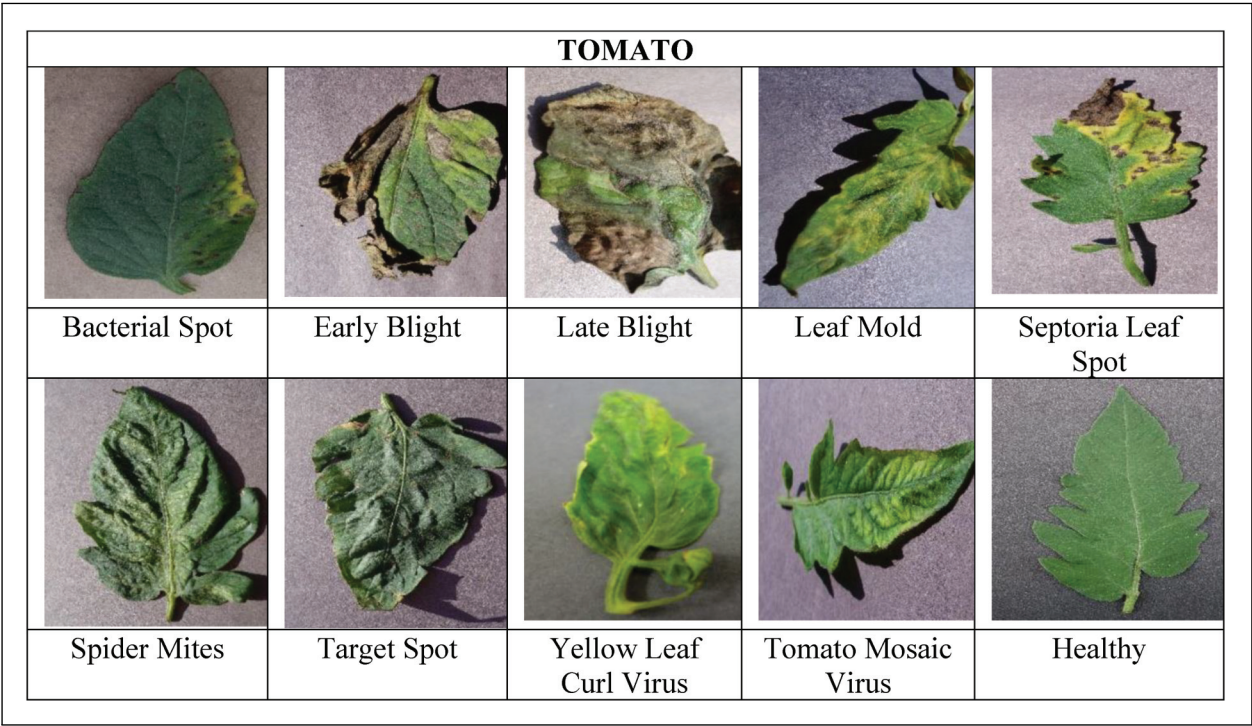 TOMATO
Bacterial Spot
Early Blight
Late Blight
Leaf Mold
Septoria Leaf
Spot
Spider Mites
Target Spot
Yellow Leaf
Curl Virus
Tomato Mosaic
Virus
Healthy